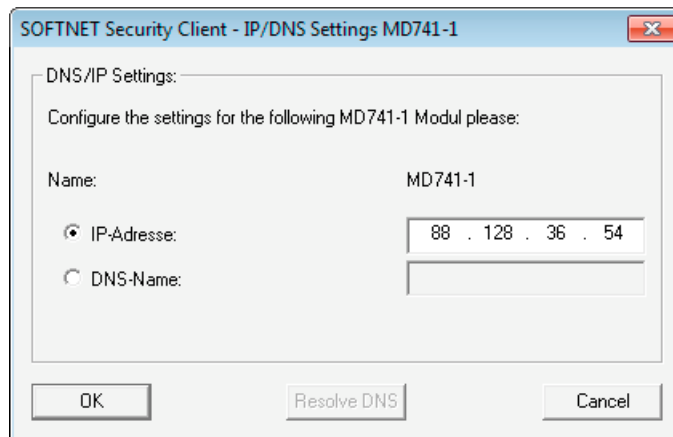 SOFTNET Security Client - IP/DNS Settings MD741-1
DNS/IP Settings:
Configure the settings for the following MD741-1 Modul please:
Name: MD741-1
IP-Adresse: 88 . 128 . 36 . 54
DNS-Name:
OK Resolve DNS Cancel